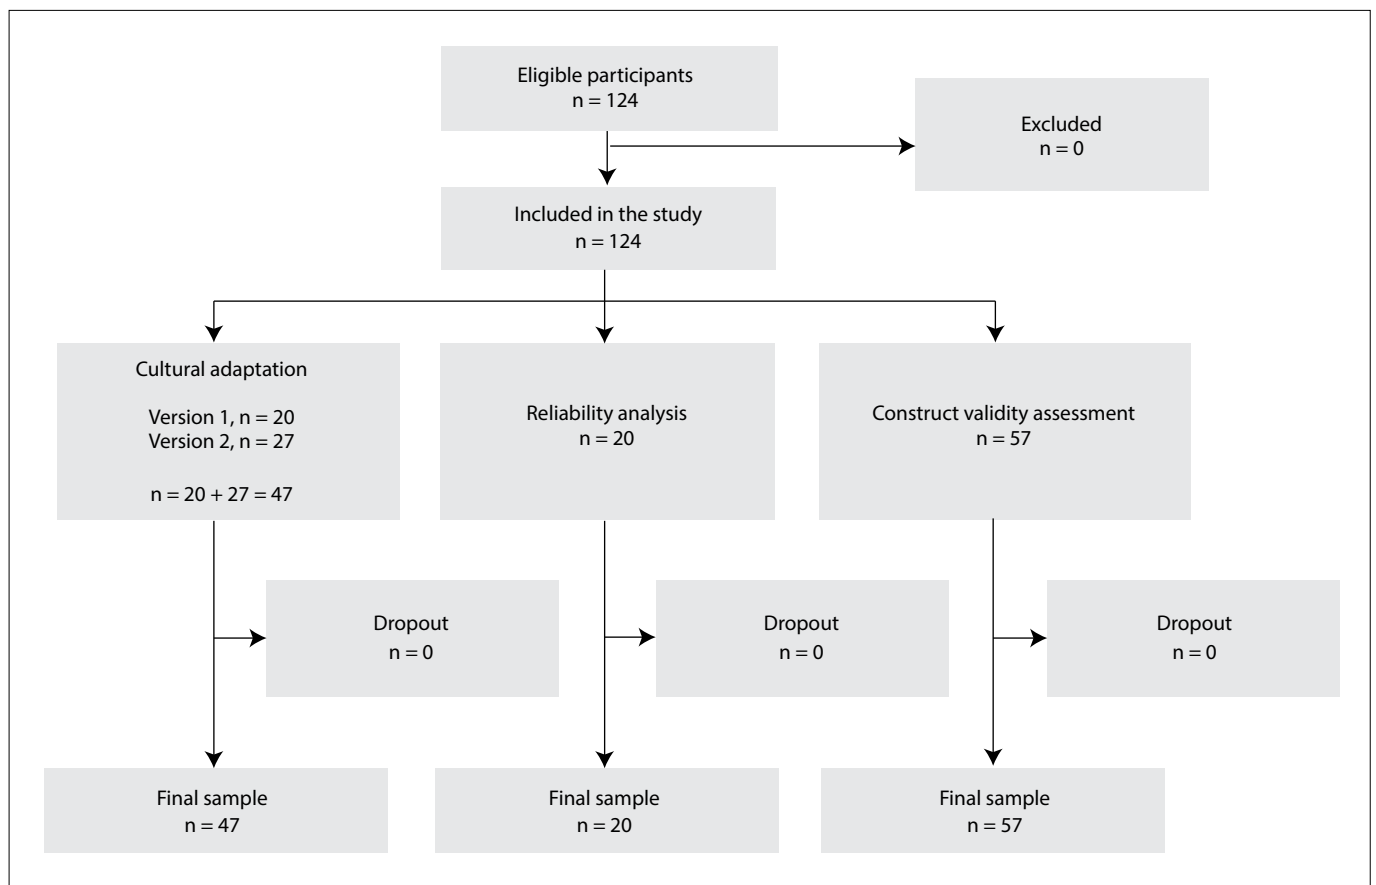 Eligible participants
n = 124
Excluded
n = 0
Included in the study
n = 124
Cultural adaptation
Version 1, n = 20
Version 2, n = 27
n = 20 + 27 = 47
Reliability analysis
n = 20
Construct validity assessment
n = 57
Dropout
n = 0
Dropout
n = 0
Dropout
n = 0
Final sample
n = 47
Final sample
n = 20
Final sample
n = 57